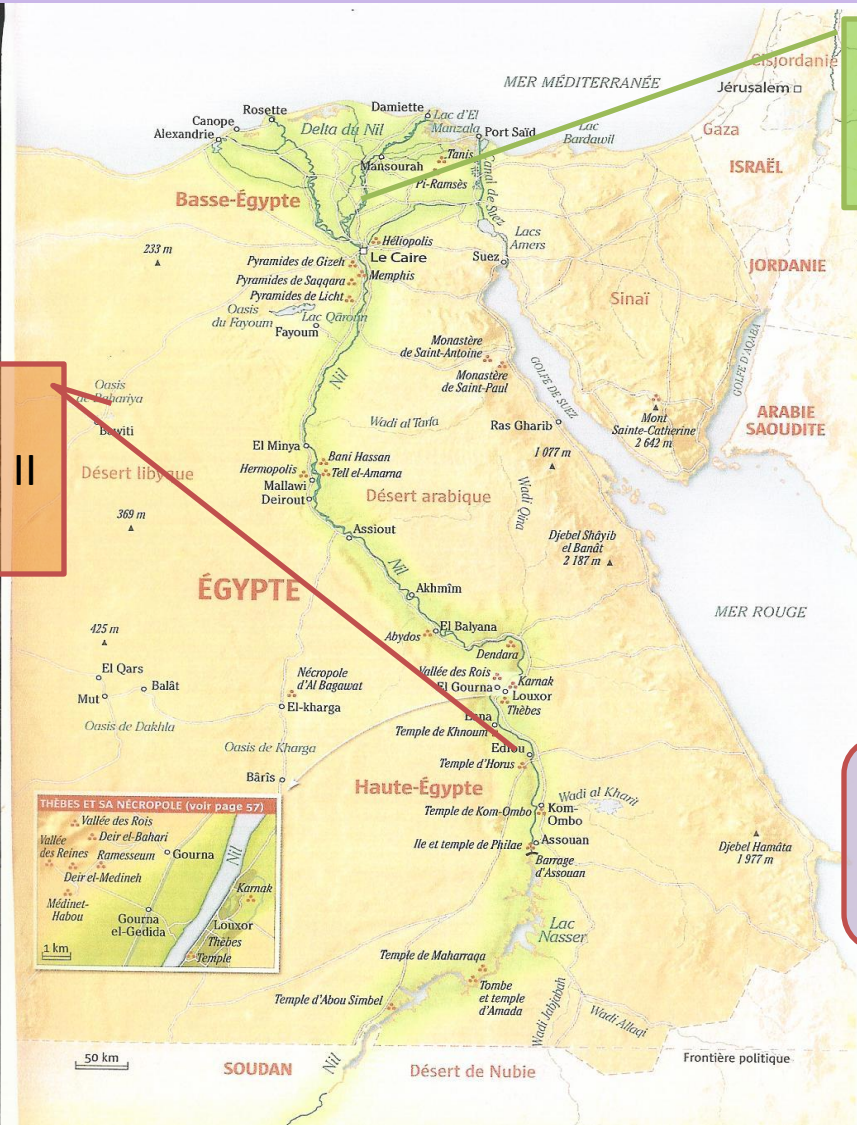 Cisjordanie
MER MÉDITERRANÉE
Jérusalem
Rosette
Damiette
Lac d'El
Manzala
Canope
Alexandrie
Delta du Nil
Port Saïd
Lac
Bardawil
Gaza
Tanis
Mansourah
Pi-Ramsès
Canal de Suez
ISRAËL
Basse-Égypte
Héliopolis
Lacs
Amers
233 m
Le Caire
Pyramides de Gizeh
Suez
JORDANIE
Memphis
Pyramides de Saqqara
Pyramides de Licht
Sinaï
Oasis
du Fayoum
Lac Qâroun
Fayoum
Monastère
de Saint-Antoine
Monastère
de Saint-Paul
GOLFE DE SUEZ
GOLFE D'AQABA
Nil
Oasis
de Bahariya
Bawiti
Wadi al Tarfa
Ras Gharib
Mont
Sainte-Catherine
2 642 m
ARABIE
SAOUDITE
El Minya
Bani Hassan
1 077 m
II
Désert libyque
Hermopolis
Tell el-Amarna
Mallawi
Deirout
Désert arabique
Wadi Qina
369 m
Assiout
Djebel Shâyib
el Banât
2 187 m
Nil
ÉGYPTE
Akhmîm
MER ROUGE
425 m
El Balyana
Abydos
Dendara
El Qars
Balât
Mut
Nécropole
d'Al Bagawat
Vallée des Rois
Karnak
El Gourna
Louxor
Thèbes
El-kharga
Oasis de Dakhla
Esna
Temple de Khnoum
Oasis de Kharga
Edfou
Temple d'Horus
Bârîs
Haute-Égypte
Wadi al Kharit
Temple de Kom-Ombo
Kom-
Ombo
THÈBES ET SA NÉCROPOLE (voir page 57)
Vallée des Rois
Vallée
des Reines
Deir el-Bahari
Ramesseum
Gourna
Nil
Deir el-Medineh
Karnak
Médinet-
Habou
Gourna
el-Gedida
Louxor
Thèbes
Temple
1 km
Ile et temple de Philae
Assouan
Barrage
d'Assouan
Djebel Hamâta
1 977 m
Lac
Nasser
Temple de Maharraqa
Tombe
et temple
d'Amada
Temple d'Abou Simbel
Wadi Jabjabah
Wadi Allaqi
50 km
SOUDAN
Nil
Désert de Nubie
Frontière politique